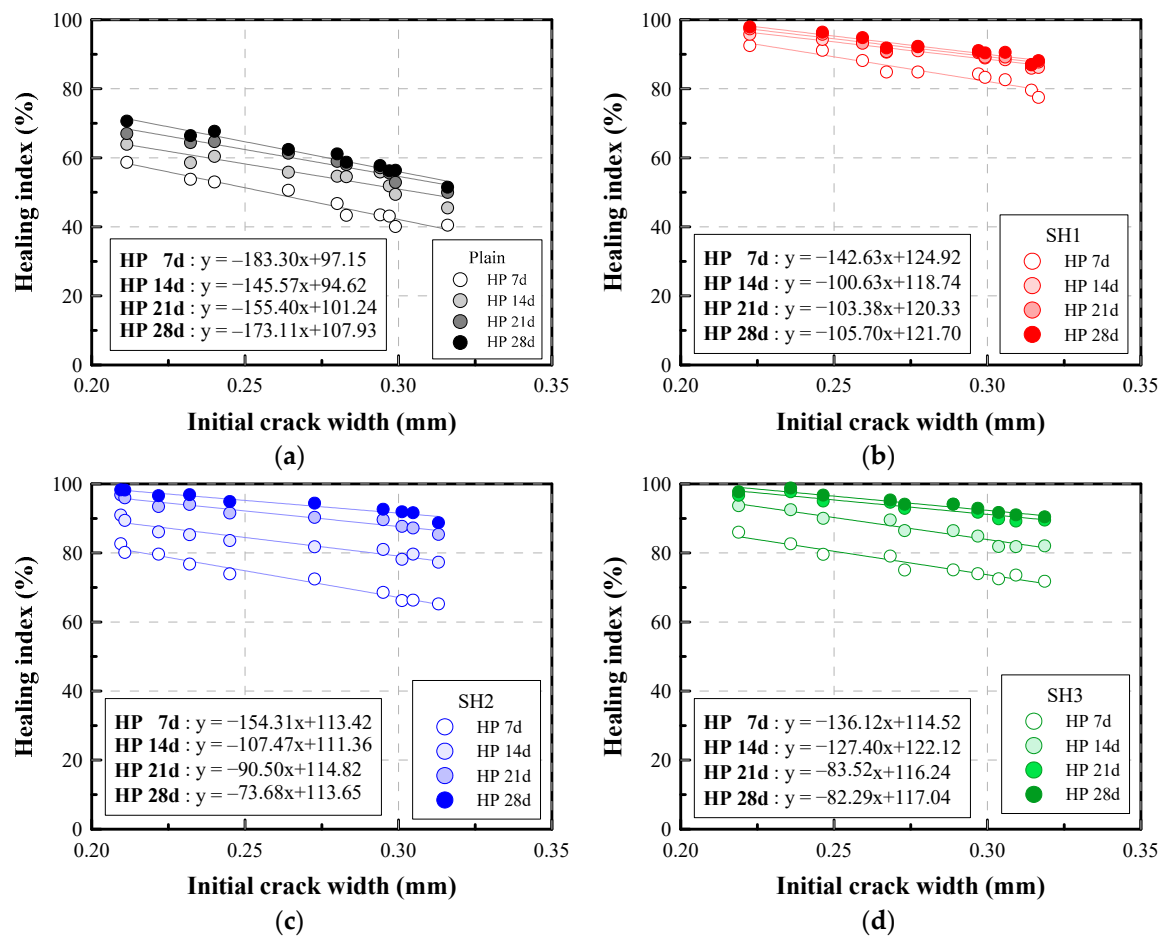 100
80
60
40
20
0
Healing index (%)
HP 7d : y = –183.30x+97.15
HP 14d : y = –145.57x+94.62
HP 21d : y = –155.40x+101.24
HP 28d : y = –173.11x+107.93
Plain
HP 7d
HP 14d
HP 21d
HP 28d
0.20 0.25 0.30 0.35
Initial crack width (mm)
(a)
100
80
60
40
20
0
Healing index (%)
HP 7d : y = –142.63x+124.92
HP 14d : y = –100.63x+118.74
HP 21d : y = –103.38x+120.33
HP 28d : y = –105.70x+121.70
SH1
HP 7d
HP 14d
HP 21d
HP 28d
0.20 0.25 0.30 0.35
Initial crack width (mm)
(b)
100
80
60
40
20
0
Healing index (%)
HP 7d : y = –154.31x+113.42
HP 14d : y = –107.47x+111.36
HP 21d : y = –90.50x+114.82
HP 28d : y = –73.68x+113.65
SH2
HP 7d
HP 14d
HP 21d
HP 28d
0.20 0.25 0.30 0.35
Initial crack width (mm)
(c)
100
80
60
40
20
0
Healing index (%)
HP 7d : y = –136.12x+114.52
HP 14d : y = –127.40x+122.12
HP 21d : y = –83.52x+116.24
HP 28d : y = –82.29x+117.04
SH3
HP 7d
HP 14d
HP 21d
HP 28d
0.20 0.25 0.30 0.35
Initial crack width (mm)
(d)